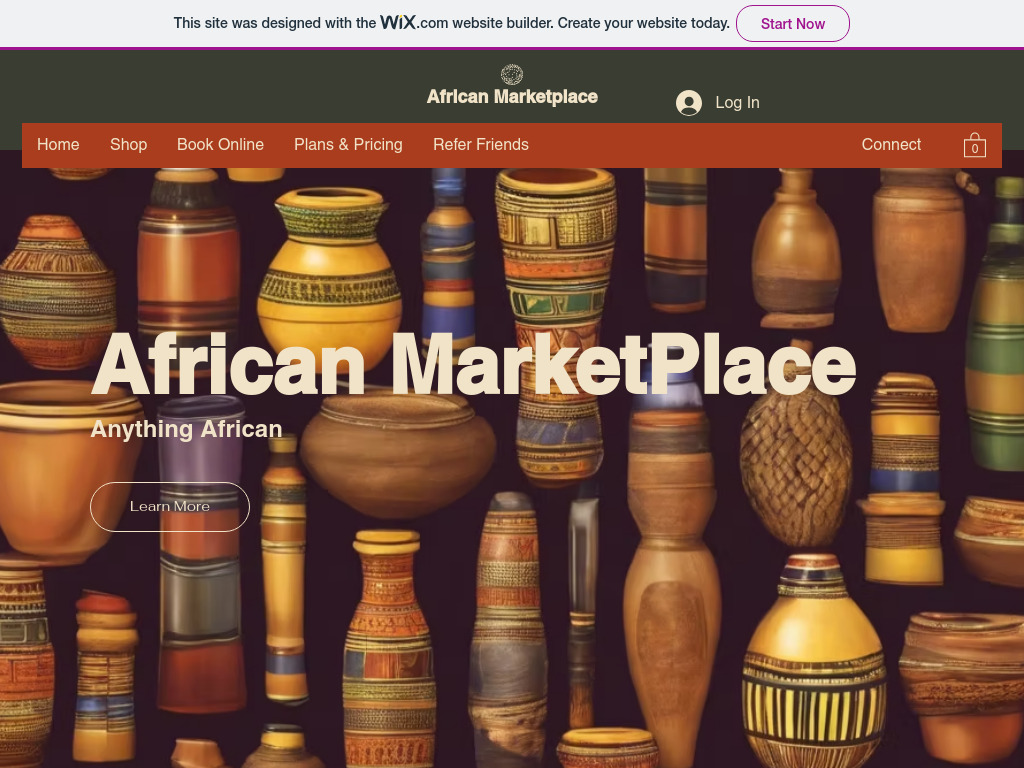 This site was designed with the WiX.com website builder. Create your website today.
Start Now
African Marketplace
Log In
Home
Shop
Book Online
Plans & Pricing
Refer Friends
Connect
0
African MarketPlace
Anything African
Learn More